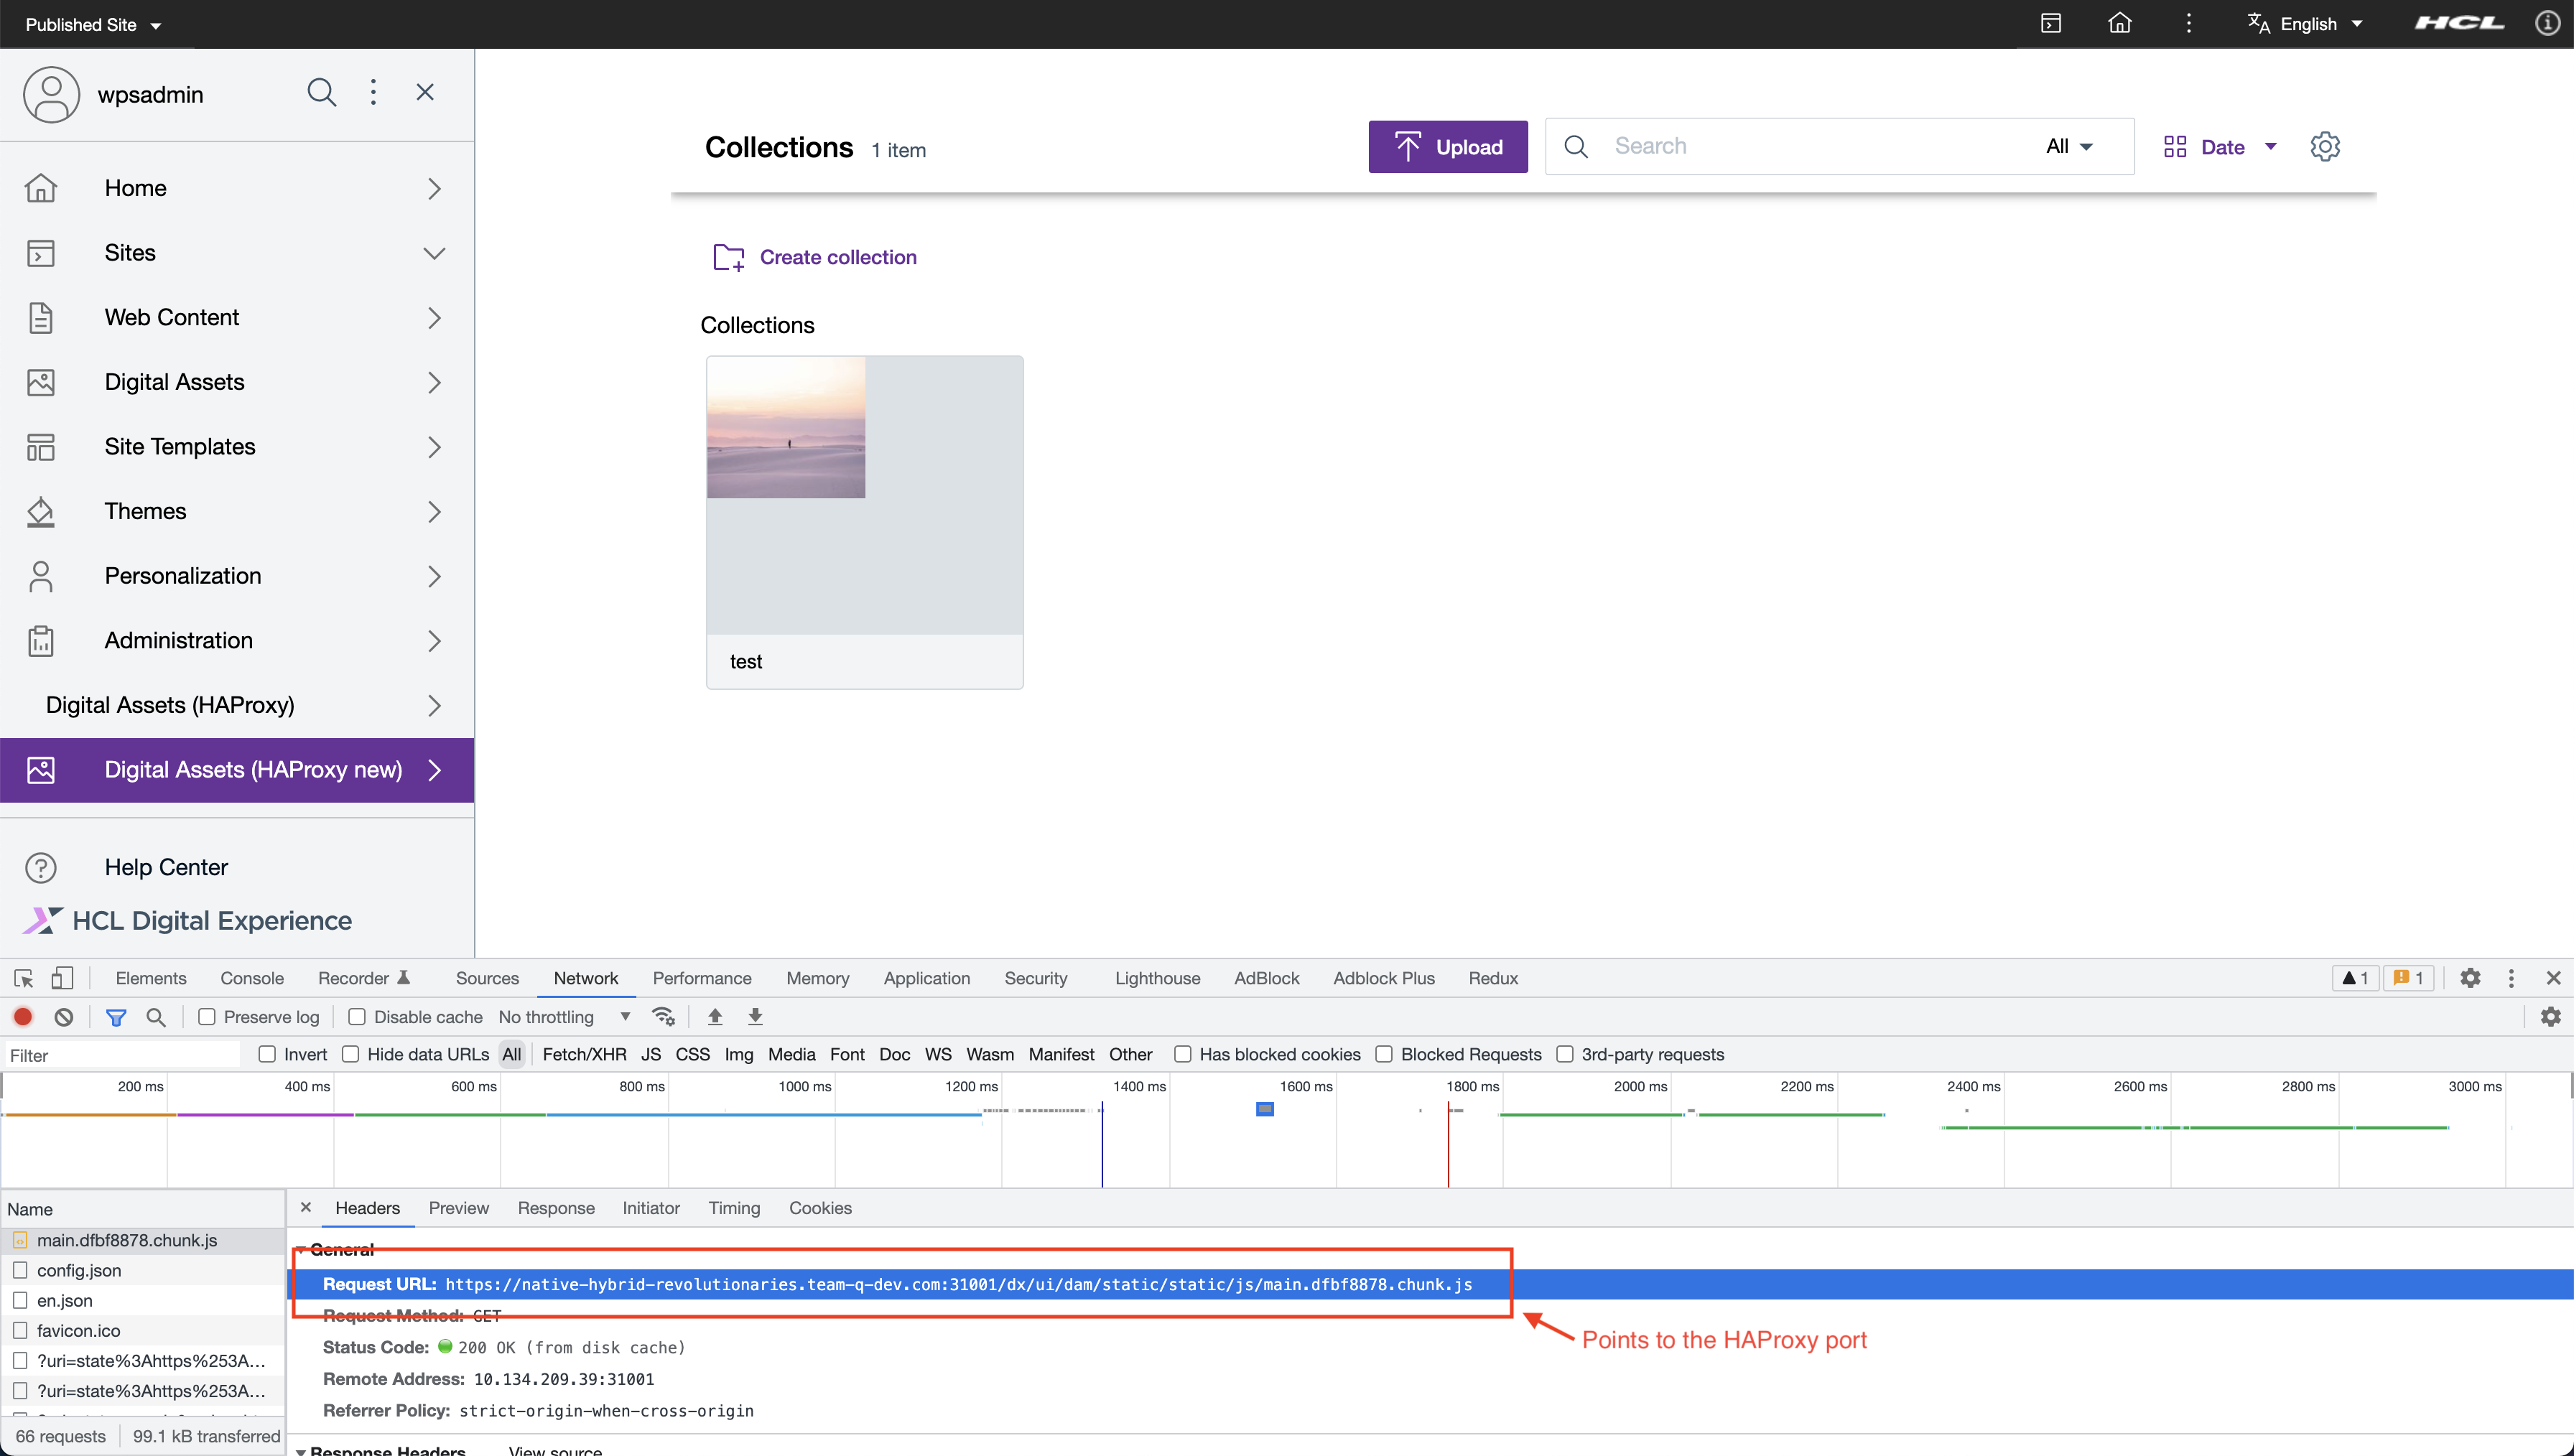 Published Site
English
HCL
wpsadmin
Home
Sites
Web Content
Digital Assets
Site Templates
Themes
Personalization
Administration
Digital Assets (HAProxy)
Digital Assets (HAProxy new)
Help Center
HCL Digital Experience
Collections 1 item
Upload
Search
All
Date
Create collection
Collections
test
Elements Console Recorder Sources Network Performance Memory Application Security Lighthouse AdBlock Adblock Plus Redux
1 1
Preserve log Disable cache No throttling
Filter Invert Hide data URLs All Fetch/XHR JS CSS Img Media Font Doc WS Wasm Manifest Other Has blocked cookies Blocked Requests 3rd-party requests
200 ms 400 ms 600 ms 800 ms 1000 ms 1200 ms 1400 ms 1600 ms 1800 ms 2000 ms 2200 ms 2400 ms 2600 ms 2800 ms 3000 ms
Name
main.dfbf8878.chunk.js
config.json
en.json
favicon.ico
?uri=state%3Ahttps%253A...
?uri=state%3Ahttps%253A...
66 requests 99.1 kB transferred
Headers Preview Response Initiator Timing Cookies
General
Request URL: https://native-hybrid-revolutionaries.team-q-dev.com:31001/dx/ui/dam/static/static/js/main.dfbf8878.chunk.js
Request Method: GET
Status Code: 200 OK (from disk cache)
Remote Address: 10.134.209.39:31001
Referrer Policy: strict-origin-when-cross-origin
Response Headers View source
Points to the HAProxy port